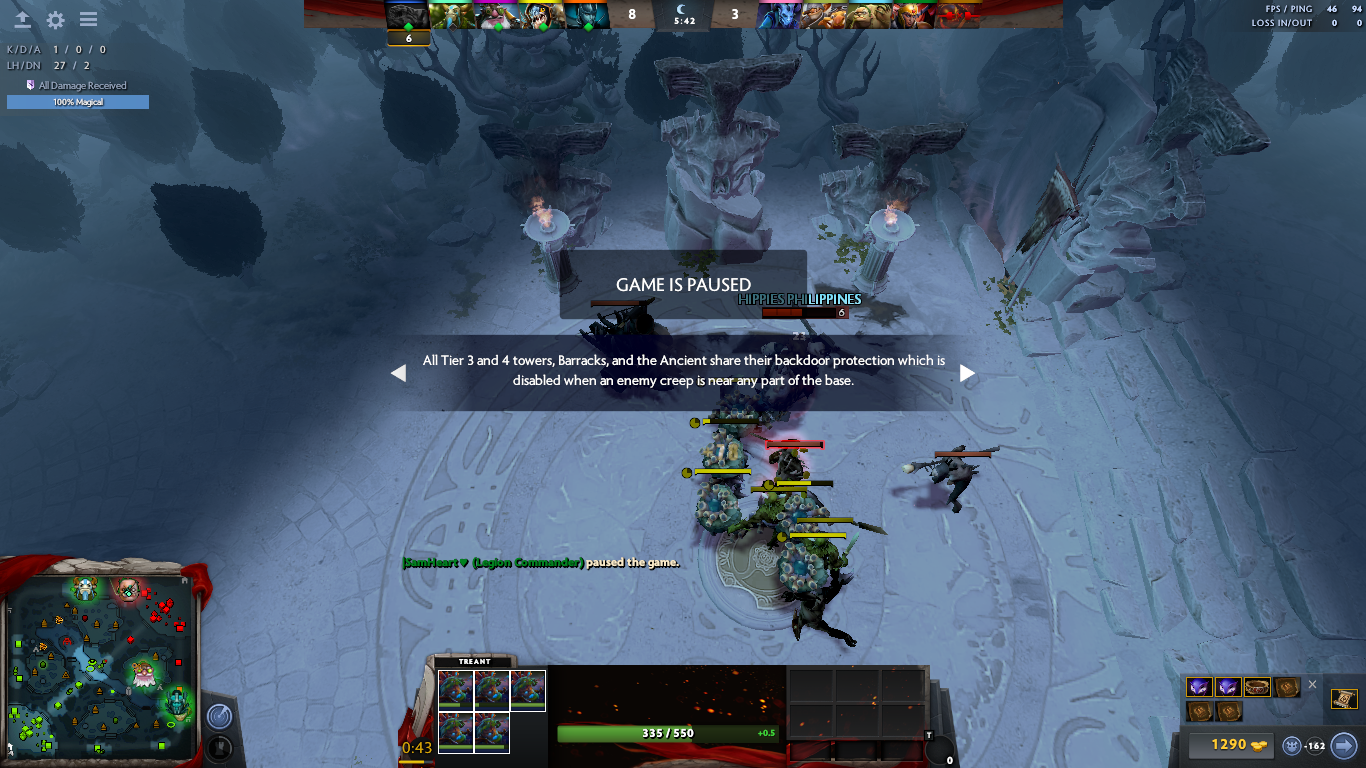 8
5:42
3
FPS / PING 46 94
LOSS IN/OUT 0 0
6
K/D/A 1 / 0 / 0
LH/DN 27 / 2
All Damage Received
100% Magical
GAME IS PAUSED
HIPPIES PHILIPPINES
6
23
All Tier 3 and 4 towers, Barracks, and the Ancient share their backdoor protection which is
disabled when an enemy creep is near any part of the base.
|SamHeart♥ (Legion Commander) paused the game.
TREANT
0:43
335 / 550
+0.5
T
0
1290
-162